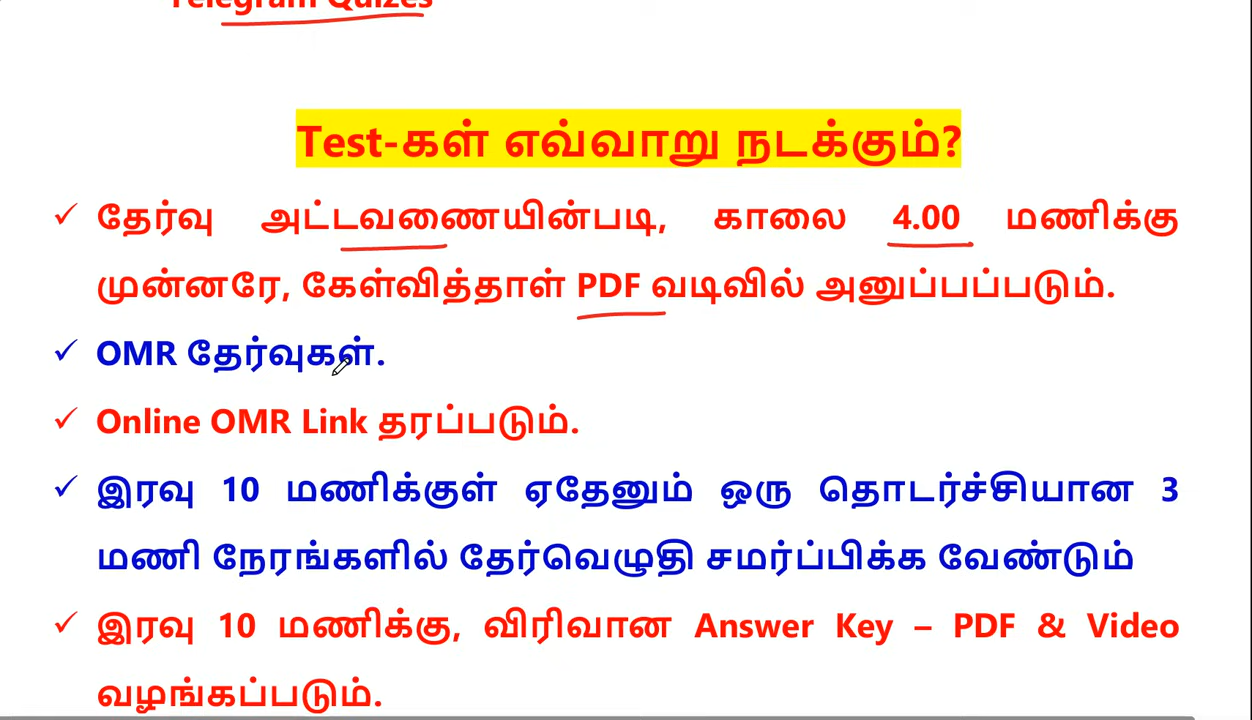 Telegram Quizes
Test-கள் எவ்வாறு நடக்கும்?
✓ தேர்வு அட்டவணையின்படி, காலை 4.00 மணிக்கு
முன்னரே, கேள்வித்தாள் PDF வடிவில் அனுப்பப்படும்.
✓ OMR தேர்வுகள்.
✓ Online OMR Link தரப்படும்.
✓ இரவு 10 மணிக்குள் ஏதேனும் ஒரு தொடர்ச்சியான 3
மணி நேரங்களில் தேர்வெழுதி சமர்ப்பிக்க வேண்டும்
✓ இரவு 10 மணிக்கு, விரிவான Answer Key – PDF & Video
வழங்கப்படும்.